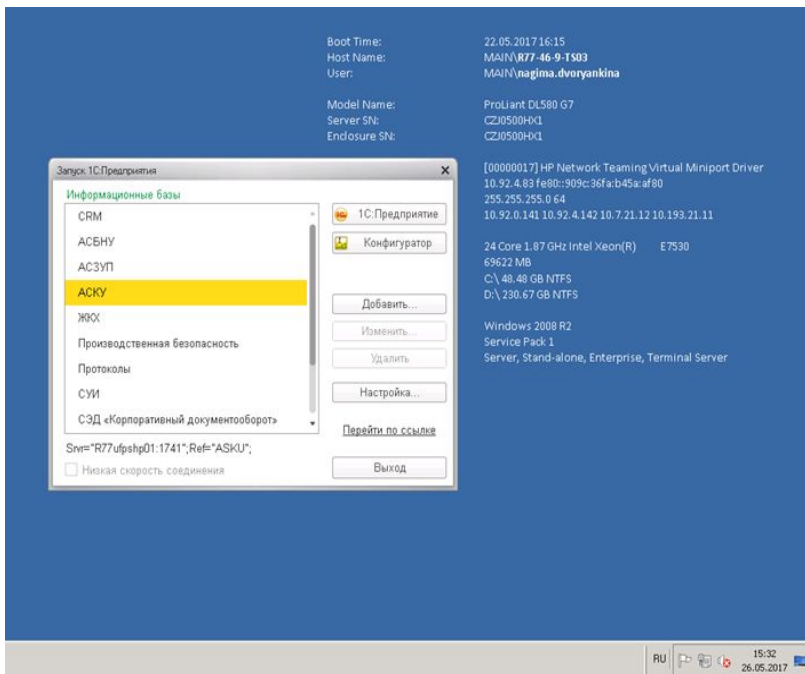 Boot Time: 22.05.2017 16:15
Host Name: MAIN\R77-46-9-TS03
User: MAIN\nagima.dvoryankina
Model Name: ProLiant DL580 G7
Server SN: CZJ0500HX1
Enclosure SN: CZJ0500HX1
[00000017] HP Network Teaming Virtual Miniport Driver
10.92.4.83 fe80::909c:36fa:b45a:af80
255.255.255.0 64
10.92.0.141 10.92.4.142 10.7.21.12 10.193.21.11
24 Core 1.87 GHz Intel Xeon(R) E7530
69622 MB
C:\ 48.48 GB NTFS
D:\ 230.67 GB NTFS
Windows 2008 R2
Service Pack 1
Server, Stand-alone, Enterprise, Terminal Server
Запуск 1С:Предприятия
Информационные базы
CRM
АСБНУ
АСЗУП
АСКУ
ЖКХ
Производственная безопасность
Протоколы
СУИ
СЭД «Корпоративный документооборот»
Srvr="R77ufpshp01:1741";Ref="ASKU";
Низкая скорость соединения
1С:Предприятие
Конфигуратор
Добавить...
Изменить...
Удалить
Настройка...
Перейти по ссылке
Выход
RU
15:32
26.05.2017